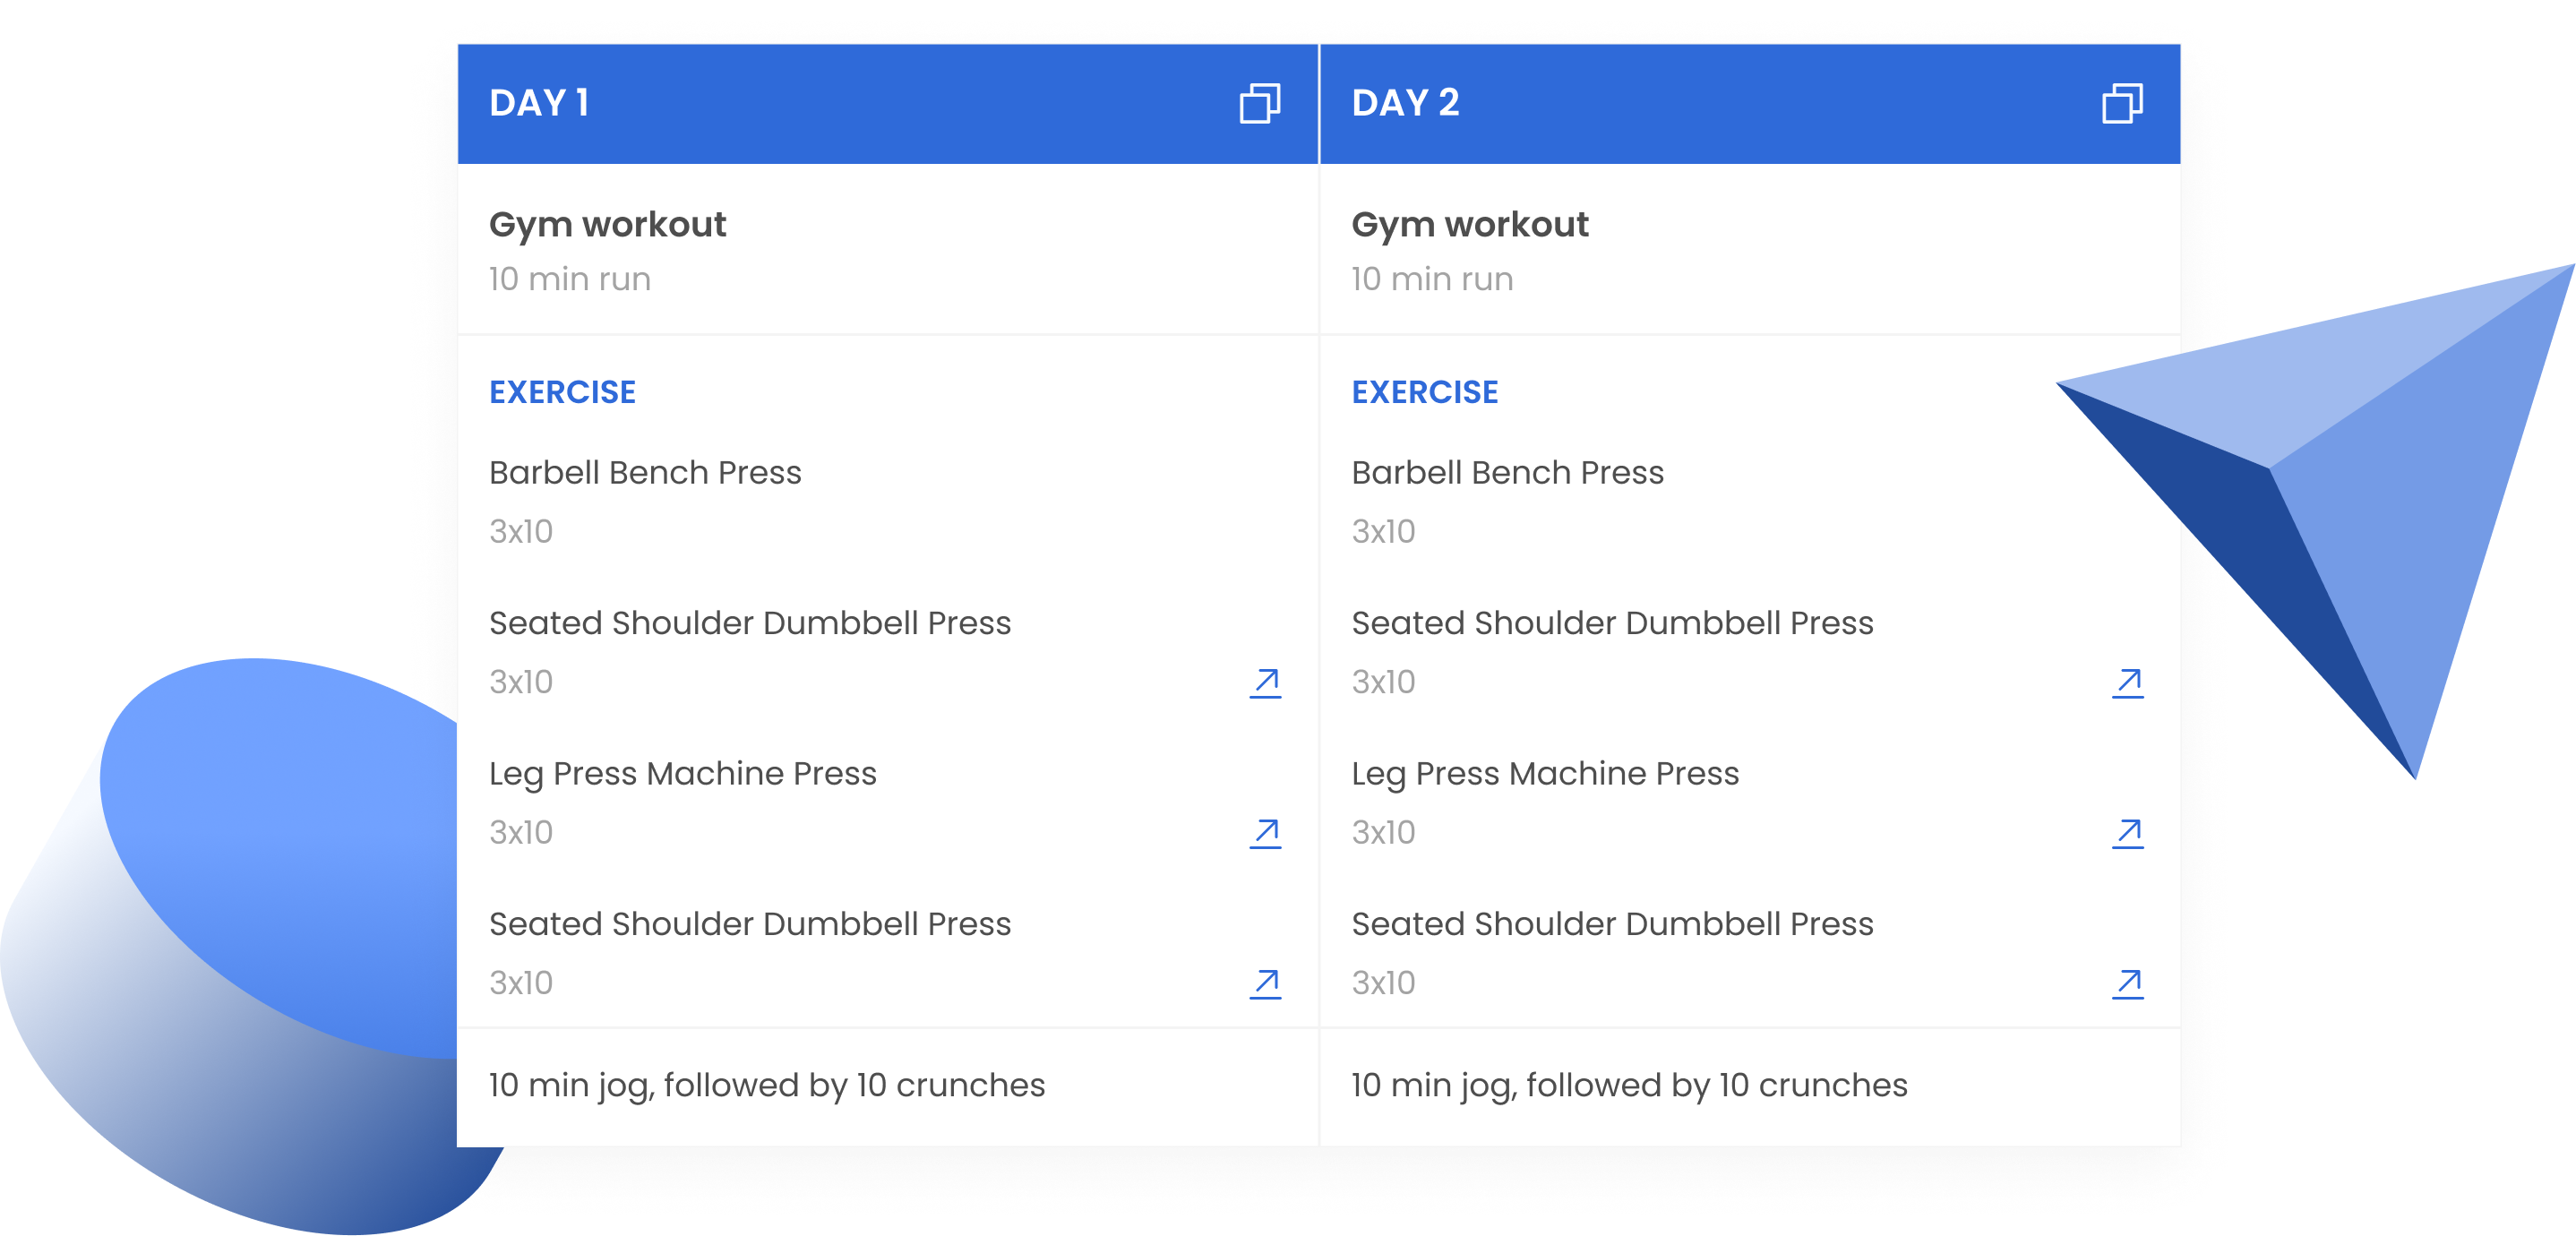 DAY 1
Gym workout
10 min run
EXERCISE
Barbell Bench Press
3x10
Seated Shoulder Dumbbell Press
3x10
Leg Press Machine Press
3x10
Seated Shoulder Dumbbell Press
3x10
10 min jog, followed by 10 crunches
DAY 2
Gym workout
10 min run
EXERCISE
Barbell Bench Press
3x10
Seated Shoulder Dumbbell Press
3x10
Leg Press Machine Press
3x10
Seated Shoulder Dumbbell Press
3x10
10 min jog, followed by 10 crunches